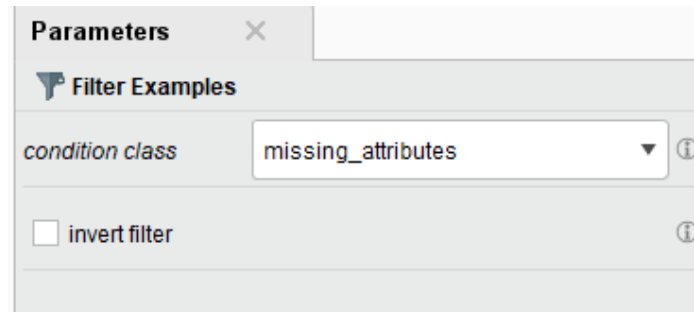 Parameters
Filter Examples
condition class missing_attributes
invert filter